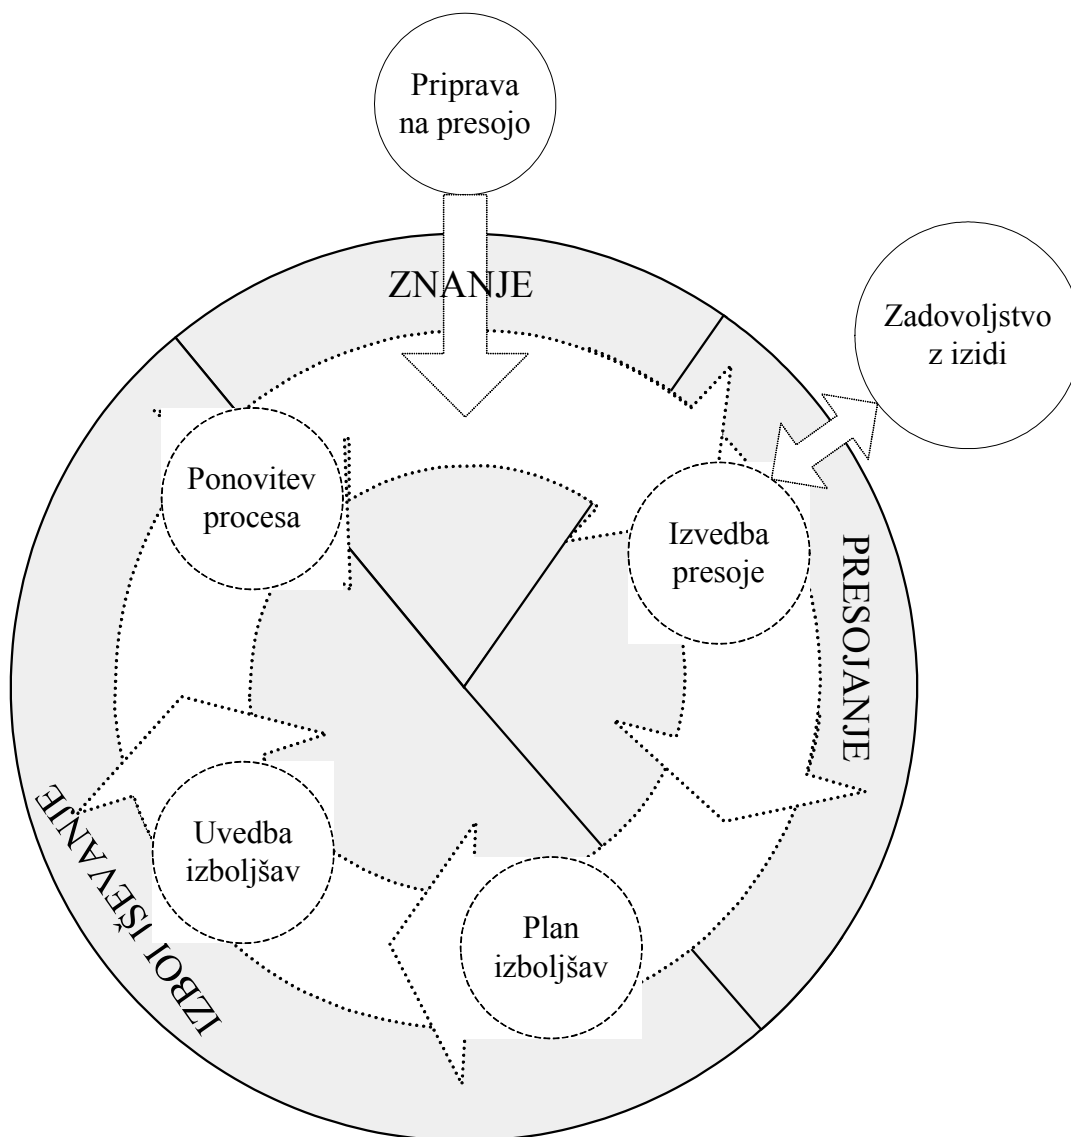 Priprava
na presojo
ZNANJE
Zadovoljstvo
z izidi
Ponovitev
procesa
Izvedba
presoje
PRESOJANJE
Uvedba
izboljšav
Plan
izboljšav
IZBOLJŠEVANJE